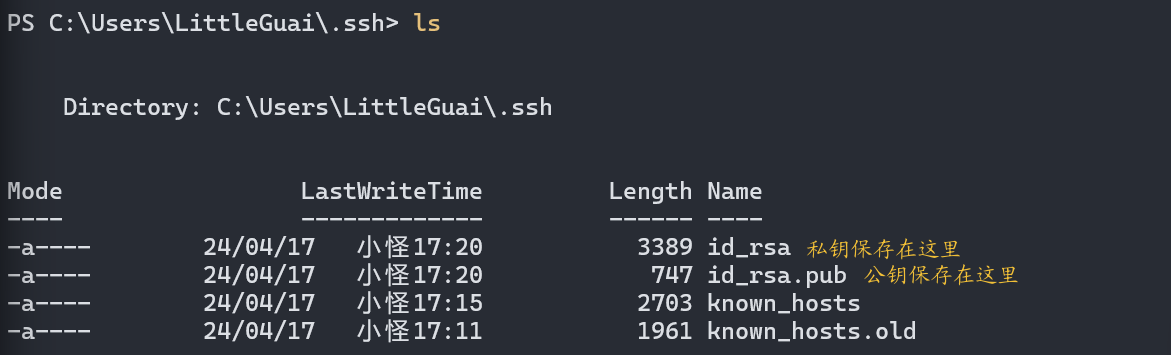 PS C:\Users\LittleGuai\.ssh> ls
Directory: C:\Users\LittleGuai\.ssh
Mode LastWriteTime Length Name
---- ------------- ------ ----
-a---- 24/04/17 小怪17:20 3389 id_rsa 私钥保存在这里
-a---- 24/04/17 小怪17:20 747 id_rsa.pub 公钥保存在这里
-a---- 24/04/17 小怪17:15 2703 known_hosts
-a---- 24/04/17 小怪17:11 1961 known_hosts.old